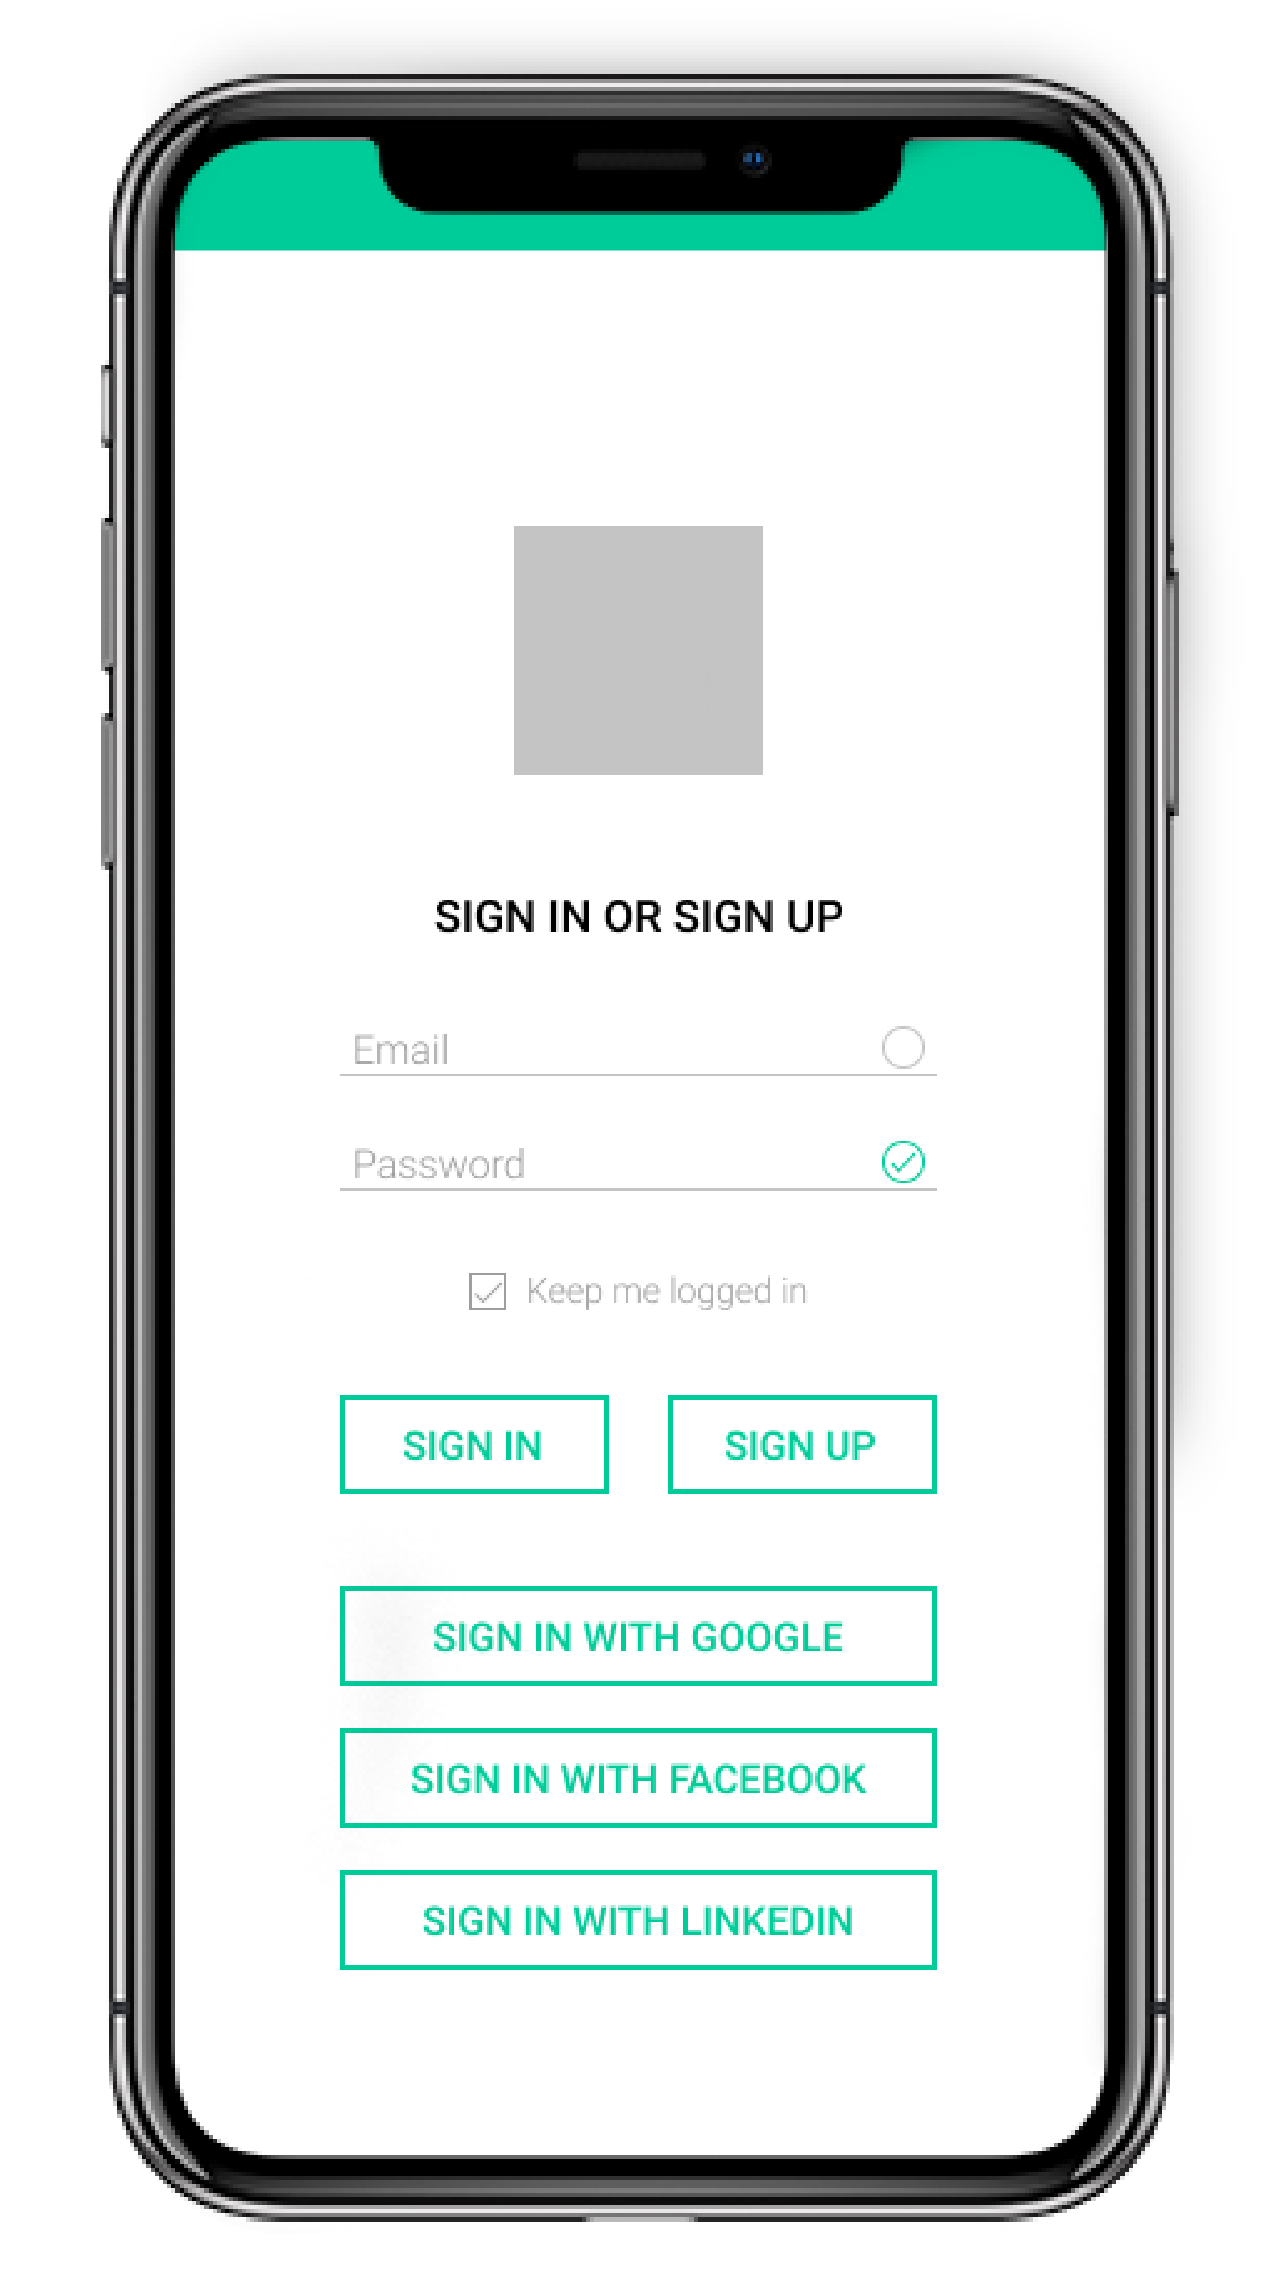 SIGN IN OR SIGN UP
Email
Password
Keep me logged in
SIGN IN
SIGN UP
SIGN IN WITH GOOGLE
SIGN IN WITH FACEBOOK
SIGN IN WITH LINKEDIN